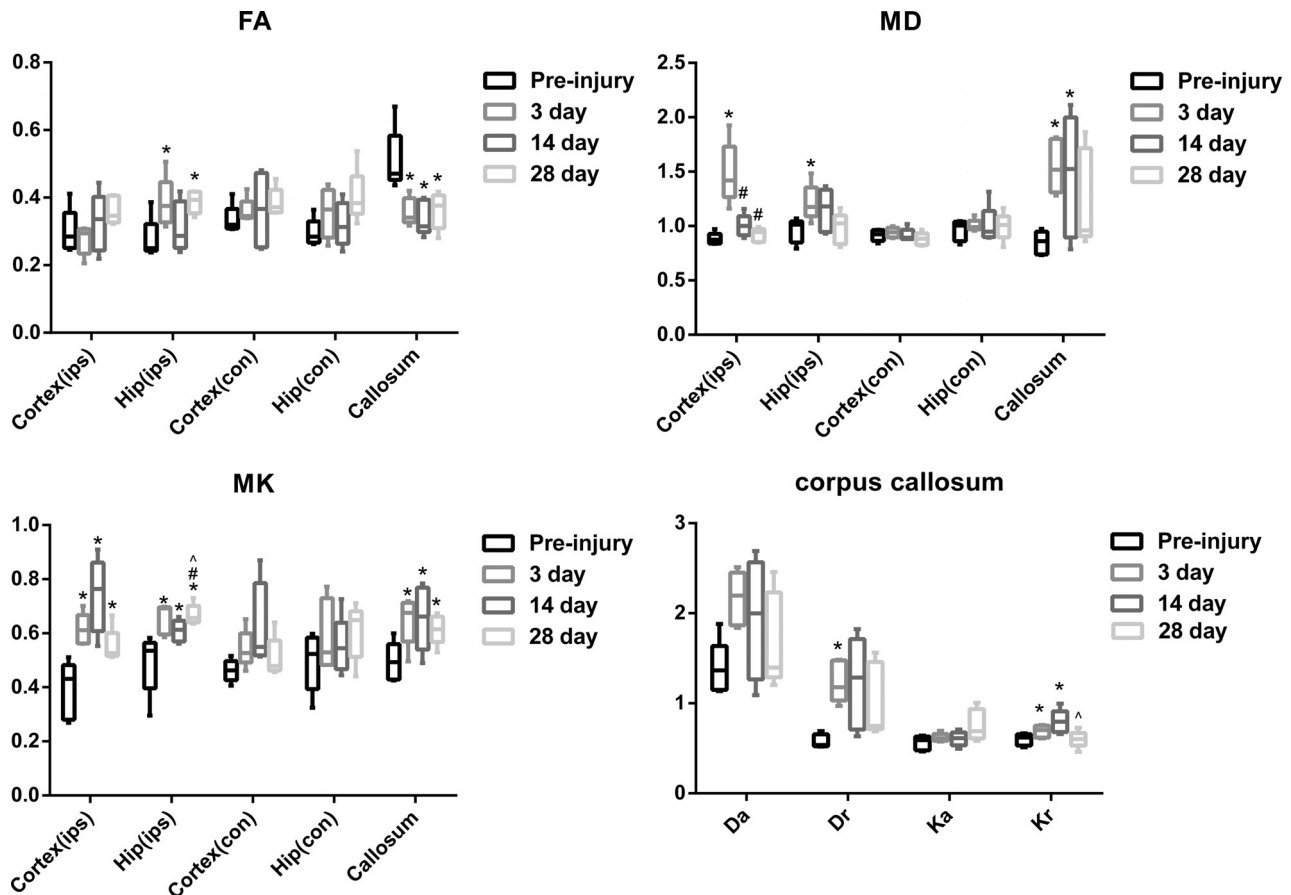 FA
0.8
0.6
0.4
0.2
0.0
*
*
*
*
*
Cortex(ips)
Hip(ips)
Cortex(con)
Hip(con)
Callosum
Pre-injury
3 day
14 day
28 day
MD
2.5
2.0
1.5
1.0
0.5
0.0
*
#
#
*
*
*
Cortex(ips)
Hip(ips)
Cortex(con)
Hip(con)
Callosum
Pre-injury
3 day
14 day
28 day
MK
1.0
0.8
0.6
0.4
0.2
0.0
*
*
*
*
*
^
#
*
*
*
*
Cortex(ips)
Hip(ips)
Cortex(con)
Hip(con)
Callosum
Pre-injury
3 day
14 day
28 day
corpus callosum
3
2
1
0
*
*
*
^
Da
Dr
Ka
Kr
Pre-injury
3 day
14 day
28 day